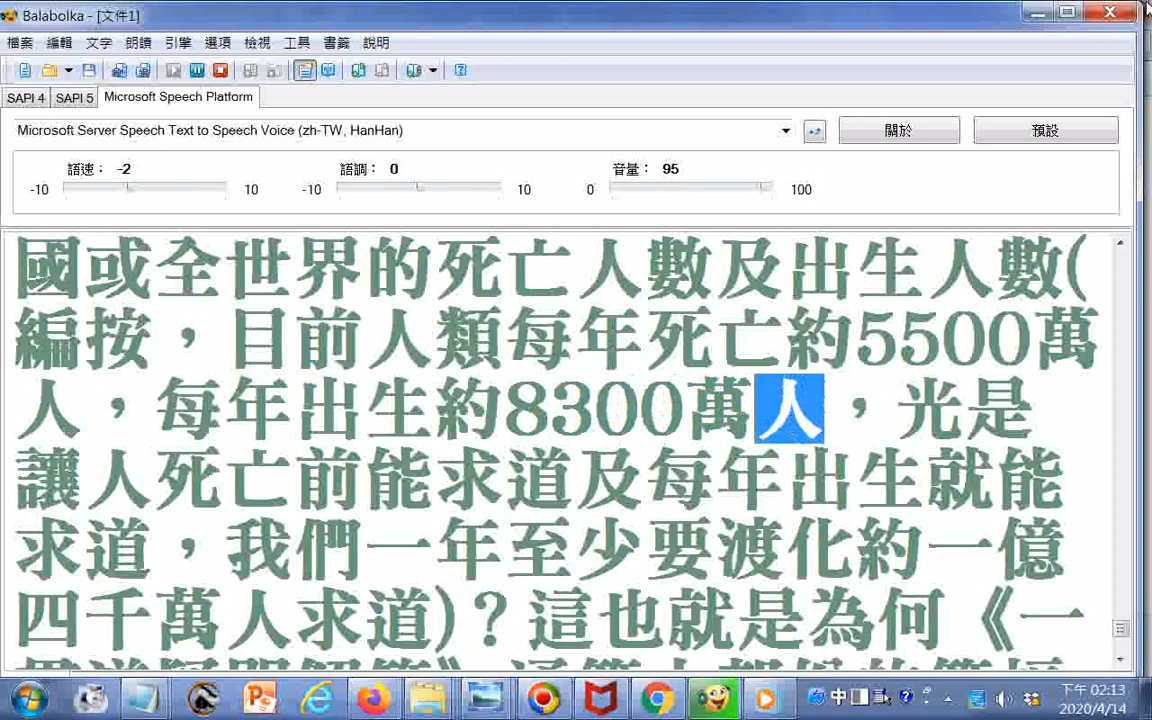 Balabolka - [文件1]
檔案 編輯 文字 朗讀 引擎 選項 檢視 工具 書籤 說明
SAPI 4 SAPI 5 Microsoft Speech Platform
Microsoft Server Speech Text to Speech Voice (zh-TW, HanHan) 關於 預設
語速： -2 語調： 0 音量： 95
-10 10 -10 10 0 100
國或全世界的死亡人數及出生人數(
編按，目前人類每年死亡約5500萬
人，每年出生約8300萬人，光是
讓人死亡前能求道及每年出生就能
求道，我們一年至少要渡化約一億
四千萬人求道)？這也就是為何《一
中
下午 02:13
2020/4/14